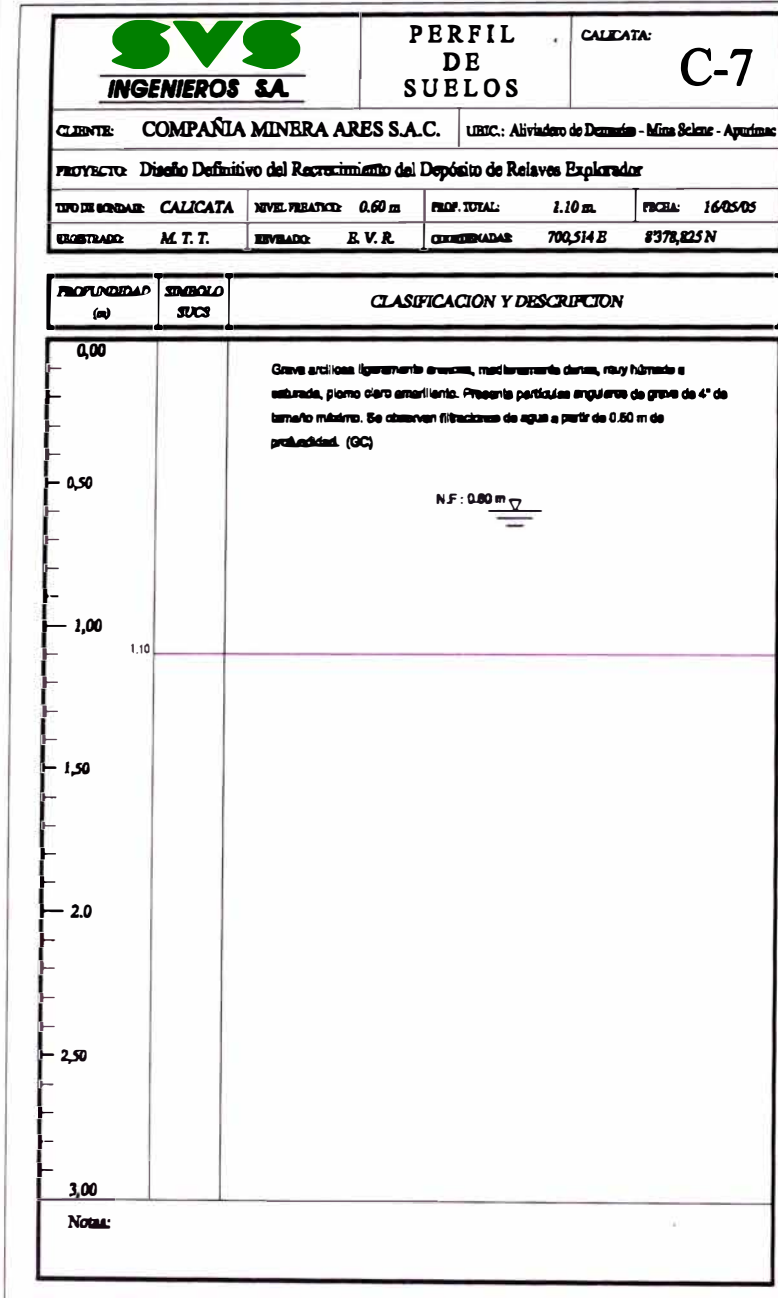 SVS
INGENIEROS S.A.
PERFIL
DE
SUELOS
CALICATA:
C-7
CLIENTE: COMPAÑIA MINERA ARES S.A.C. UBIC.: Aliviadero de Demasías - Mina Selene - Apurímac
PROYECTO: Diseño Definitivo del Recrecimiento del Depósito de Relaves Explorador
TIPO DE SONDAJE: CALICATA NIVEL FREATICO: 0.60 m PROF. TOTAL: 1.10 m. FECHA: 16/05/05
REGISTRADO: M. T. T. REVISADO: E. V. R. COORDENADAS: 700,514 E 8'378,825 N
PROFUNDIDAD
(m)
SIMBOLO
SUCS
CLASIFICACION Y DESCRIPCION
0,00
Grava arcillosa ligeramente arenosa, medianamente densa, muy húmeda a
saturada, plomo claro amarillento. Presenta partículas angulares de grava de 4" de
tamaño máximo. Se observan filtraciones de agua a partir de 0.50 m de
profundidad. (GC)
0,50
N.F : 0.60 m
1,00
1.10
1,50
2.0
2,50
3,00
Notas: